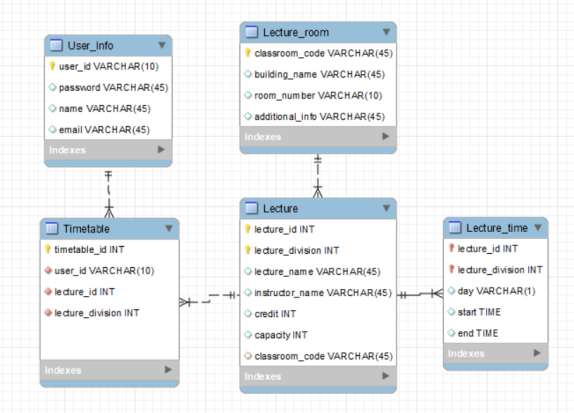 User_Info
user_id VARCHAR(10)
password VARCHAR(45)
name VARCHAR(45)
email VARCHAR(45)
Indexes
Lecture_room
classroom_code VARCHAR(45)
building_name VARCHAR(45)
room_number VARCHAR(10)
additional_info VARCHAR(45)
Indexes
Timetable
timetable_id INT
user_id VARCHAR(10)
lecture_id INT
lecture_division INT
Indexes
Lecture
lecture_id INT
lecture_division INT
lecture_name VARCHAR(45)
instructor_name VARCHAR(45)
credit INT
capacity INT
classroom_code VARCHAR(45)
Indexes
Lecture_time
lecture_id INT
lecture_division INT
day VARCHAR(1)
start TIME
end TIME
Indexes